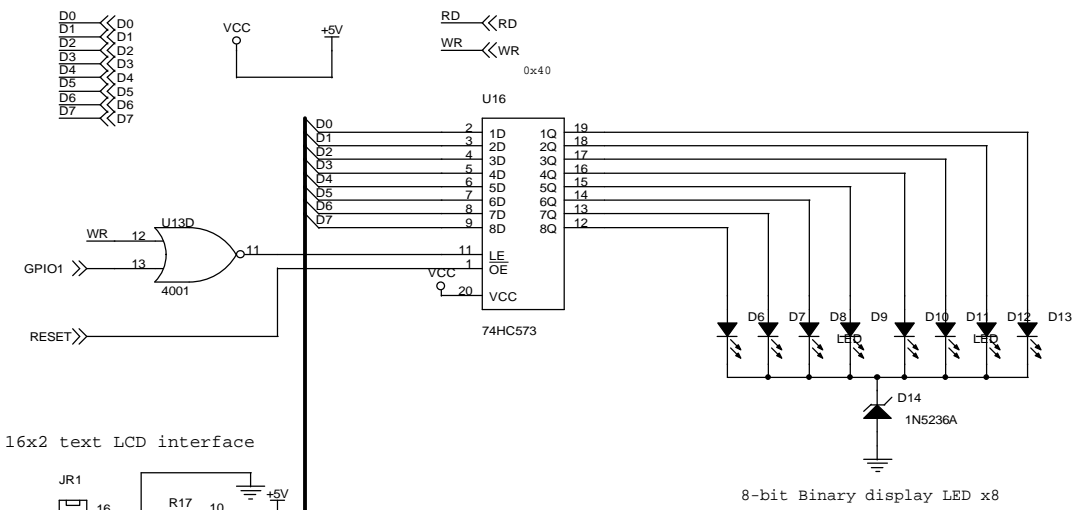 D0 D0
D1 D1
D2 D2
D3 D3
D4 D4
D5 D5
D6 D6
D7 D7
VCC +5V
RD RD
WR WR
0x40
U16
D0 2 1D 1Q 19
D1 3 2D 2Q 18
D2 4 3D 3Q 17
D3 5 4D 4Q 16
D4 6 5D 5Q 15
D5 7 6D 6Q 14
D6 8 7D 7Q 13
D7 9 8D 8Q 12
U13D
WR 12
11
11 LE
GPIO1 13
1 OE
4001
VCC
20 VCC
RESET
74HC573
D6 D7 D8 D9 D10 D11 D12 D13
LED LED
D14
1N5236A
16x2 text LCD interface
8-bit Binary display LED x8
JR1
+5V
16 R17 10